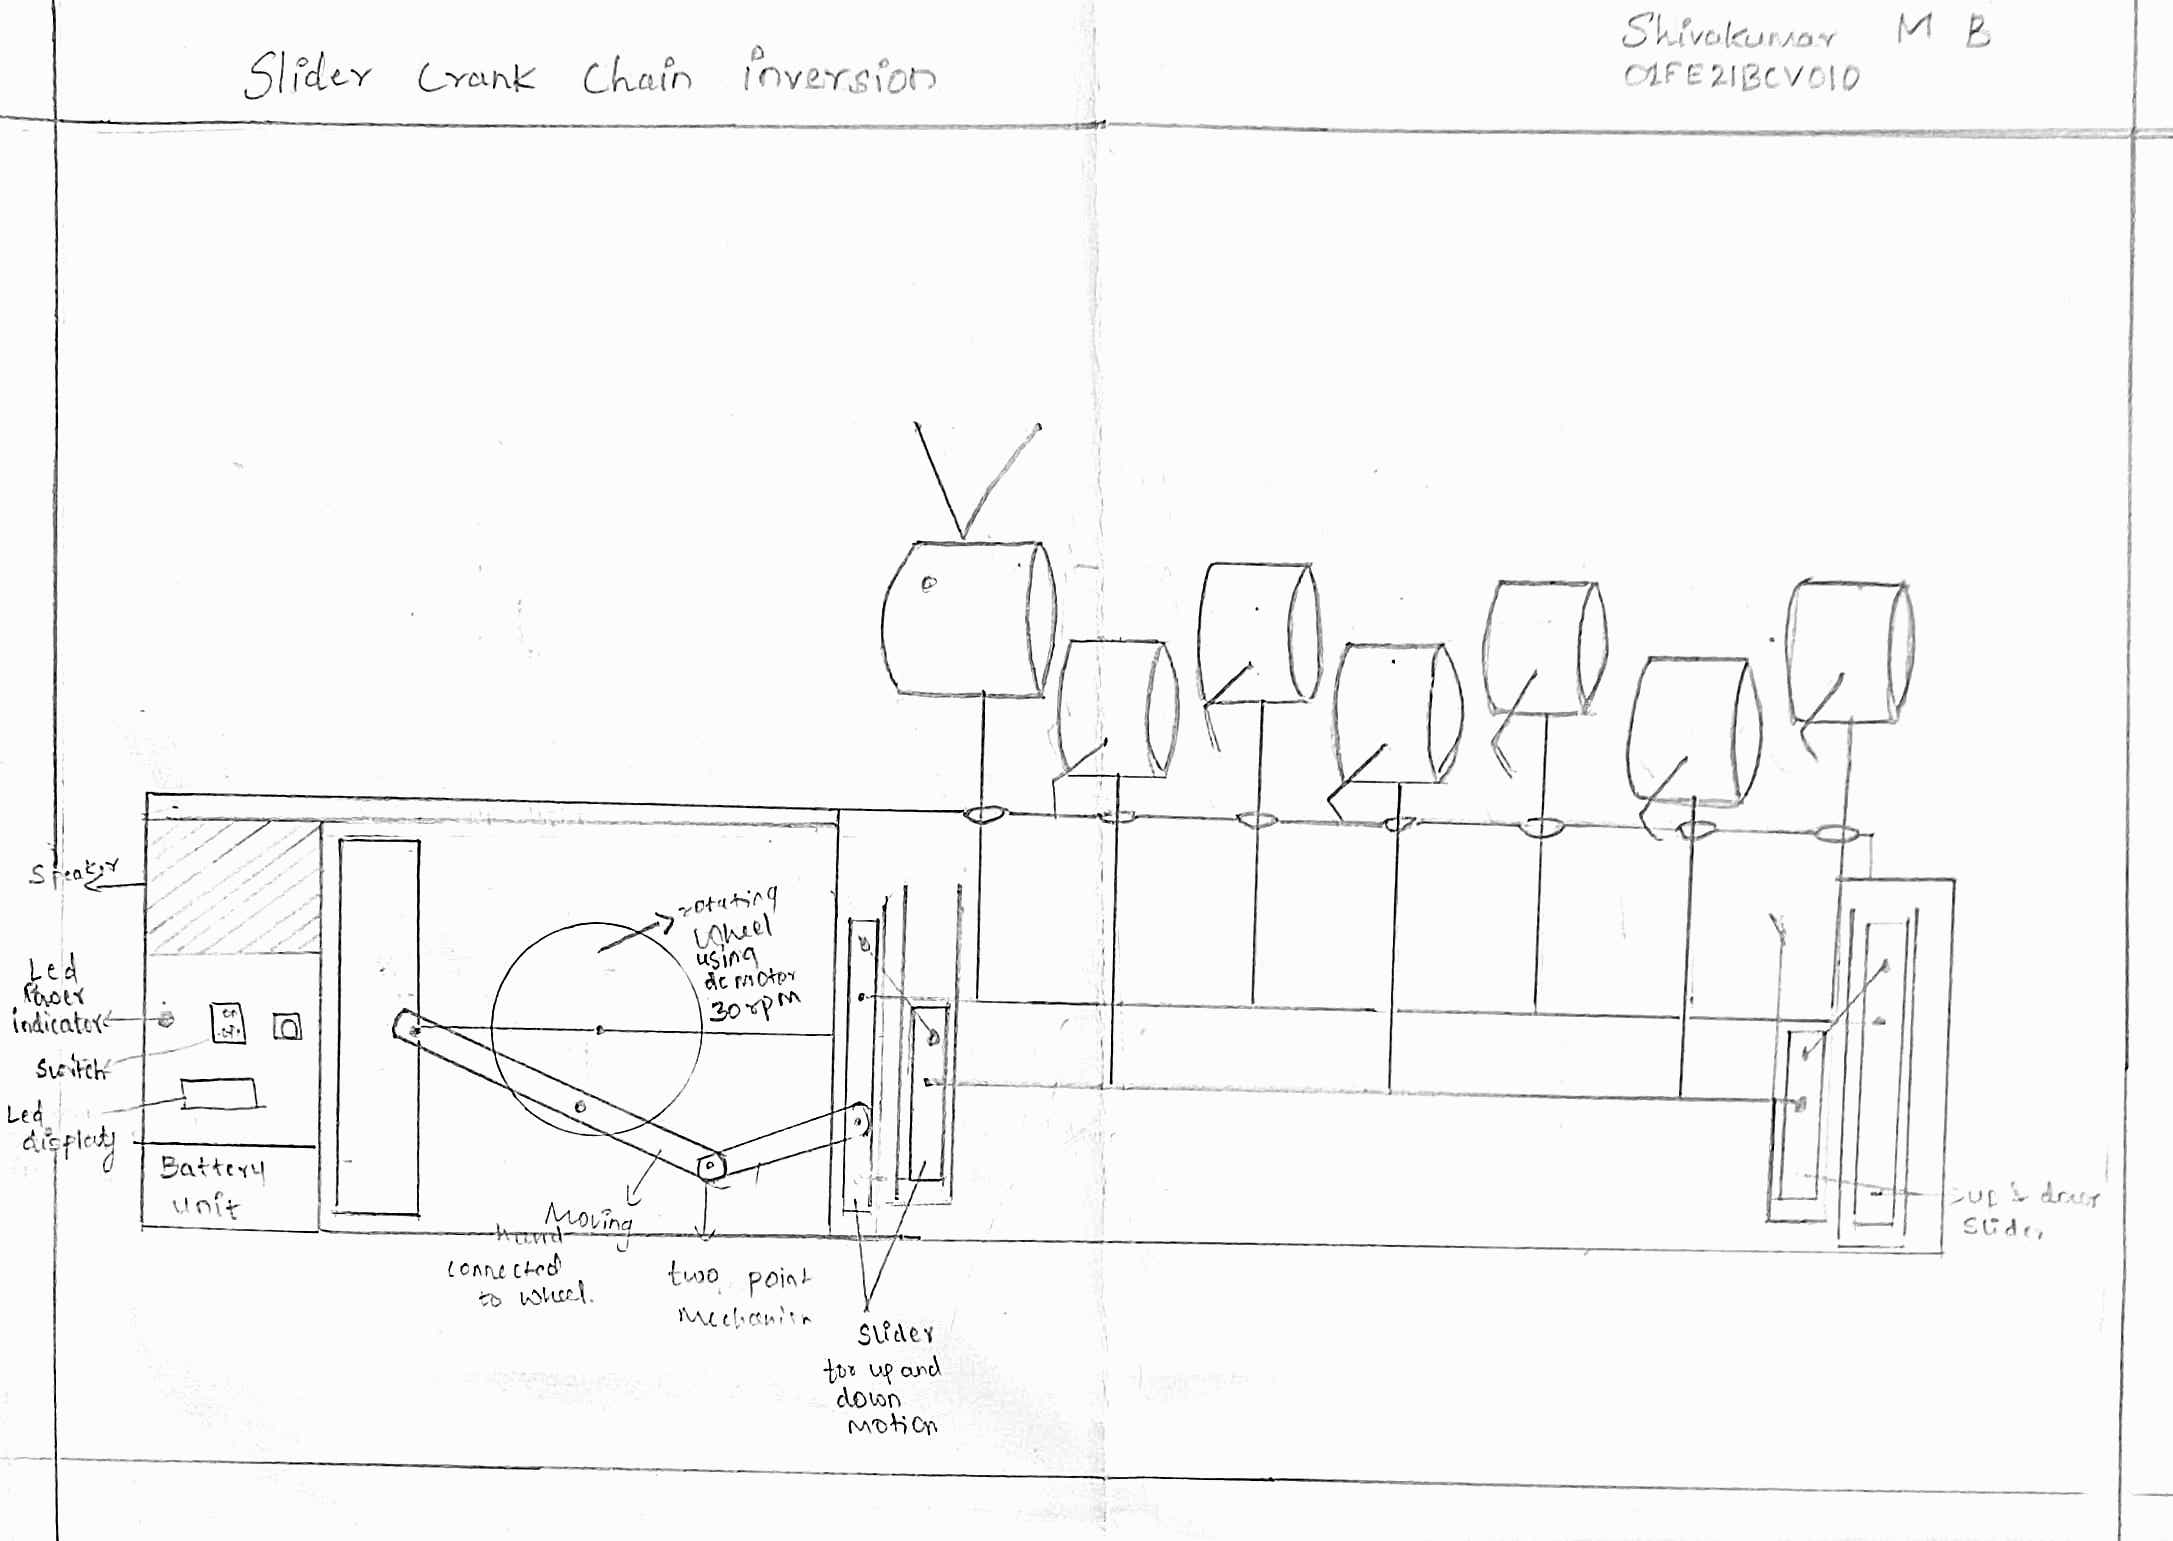 Slider Crank Chain inversion
Shivakumar M B
01FE21BCV010
Speaker
Led
Power
indicator
Switch
Led
display
Battery
unit
on
off
rotating
wheel
using
dc motor
30 rpm
Moving
Hand
connected
to wheel.
two point
Mechanism
Slider
for up and
down
motion
up & down
Slider